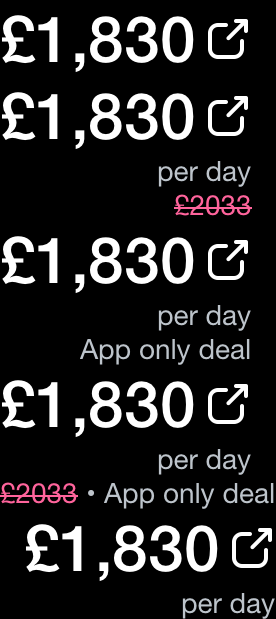 £1,830
£1,830
per day
£2033
£1,830
per day
App only deal
£1,830
per day
£2033 • App only deal
£1,830
per day